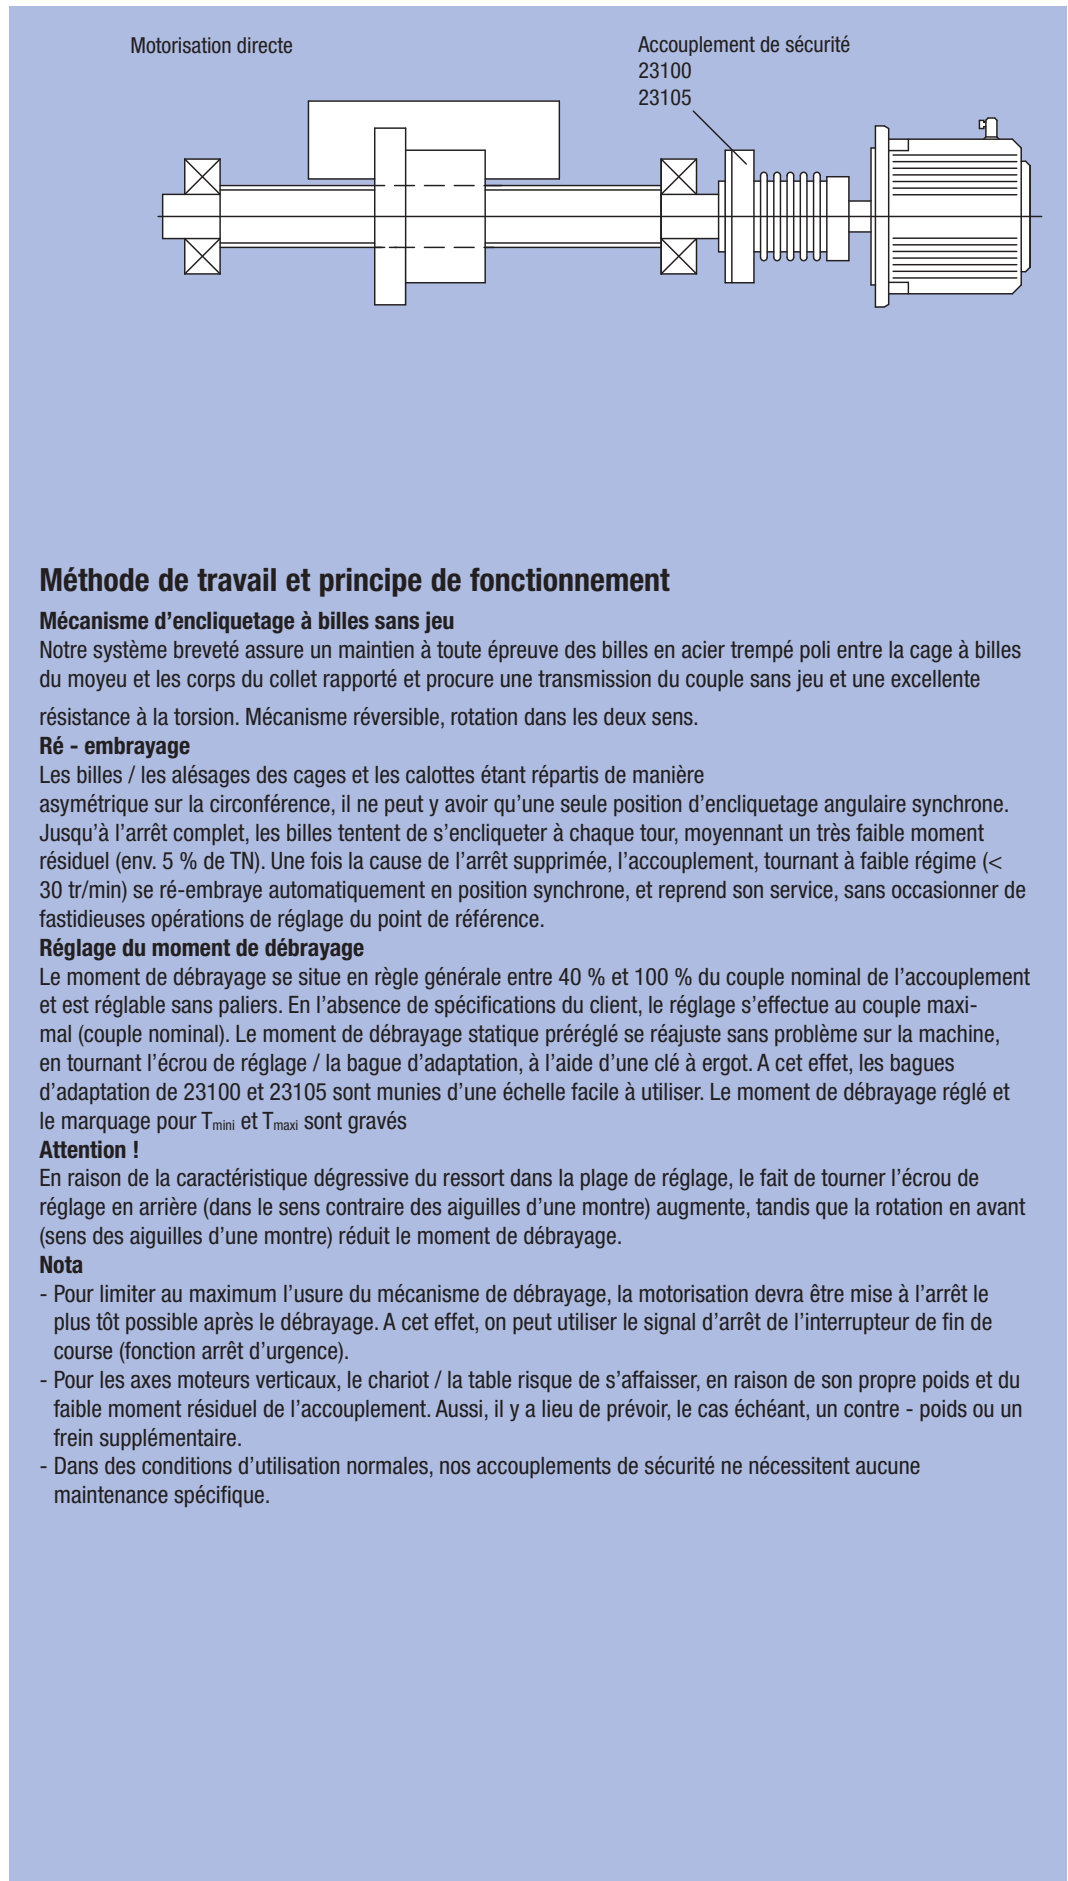 Motorisation directe
Accouplement de sécurité
23100
23105
Méthode de travail et principe de fonctionnement
Mécanisme d’encliquetage à billes sans jeu
Notre système breveté assure un maintien à toute épreuve des billes en acier trempé poli entre la cage à billes
du moyeu et les corps du collet rapporté et procure une transmission du couple sans jeu et une excellente
résistance à la torsion. Mécanisme réversible, rotation dans les deux sens.
Ré - embrayage
Les billes / les alésages des cages et les calottes étant répartis de manière
asymétrique sur la circonférence, il ne peut y avoir qu’une seule position d’encliquetage angulaire synchrone.
Jusqu’à l’arrêt complet, les billes tentent de s’encliqueter à chaque tour, moyennant un très faible moment
résiduel (env. 5 % de TN). Une fois la cause de l’arrêt supprimée, l’accouplement, tournant à faible régime (<
30 tr/min) se ré-embraye automatiquement en position synchrone, et reprend son service, sans occasionner de
fastidieuses opérations de réglage du point de référence.
Réglage du moment de débrayage
Le moment de débrayage se situe en règle générale entre 40 % et 100 % du couple nominal de l’accouplement
et est réglable sans paliers. En l’absence de spécifications du client, le réglage s’effectue au couple maxi-
mal (couple nominal). Le moment de débrayage statique préréglé se réajuste sans problème sur la machine,
en tournant l’écrou de réglage / la bague d’adaptation, à l’aide d’une clé à ergot. A cet effet, les bagues
d’adaptation de 23100 et 23105 sont munies d’une échelle facile à utiliser. Le moment de débrayage réglé et
le marquage pour Tmini et Tmaxi sont gravés
Attention !
En raison de la caractéristique dégressive du ressort dans la plage de réglage, le fait de tourner l’écrou de
réglage en arrière (dans le sens contraire des aiguilles d’une montre) augmente, tandis que la rotation en avant
(sens des aiguilles d’une montre) réduit le moment de débrayage.
Nota
- Pour limiter au maximum l’usure du mécanisme de débrayage, la motorisation devra être mise à l’arrêt le
plus tôt possible après le débrayage. A cet effet, on peut utiliser le signal d’arrêt de l’interrupteur de fin de
course (fonction arrêt d’urgence).
- Pour les axes moteurs verticaux, le chariot / la table risque de s’affaisser, en raison de son propre poids et du
faible moment résiduel de l’accouplement. Aussi, il y a lieu de prévoir, le cas échéant, un contre - poids ou un
frein supplémentaire.
- Dans des conditions d’utilisation normales, nos accouplements de sécurité ne nécessitent aucune
maintenance spécifique.